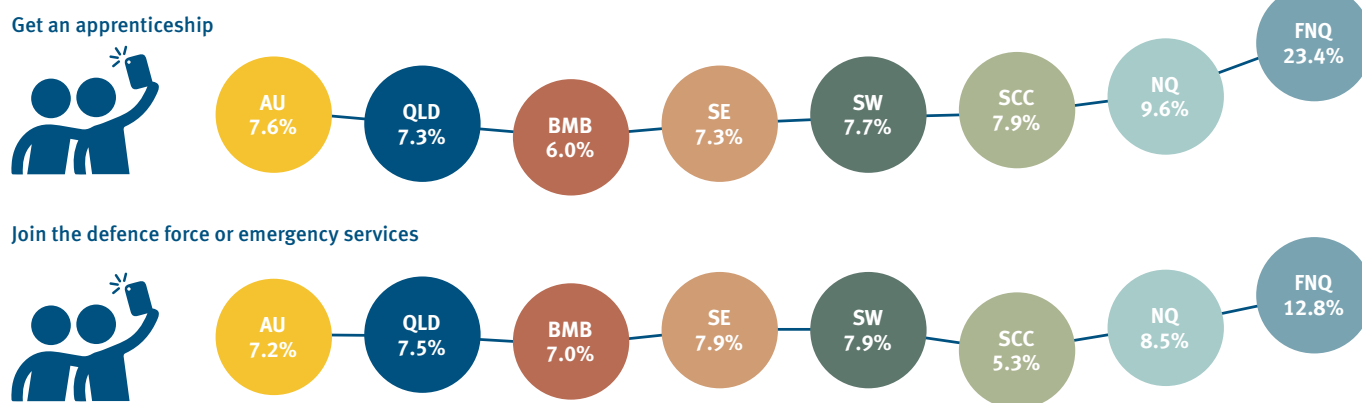 Get an apprenticeship
AU
7.6%
QLD
7.3%
BMB
6.0%
SE
7.3%
SW
7.7%
SCC
7.9%
NQ
9.6%
FNQ
23.4%
Join the defence force or emergency services
AU
7.2%
QLD
7.5%
BMB
7.0%
SE
7.9%
SW
7.9%
SCC
5.3%
NQ
8.5%
FNQ
12.8%